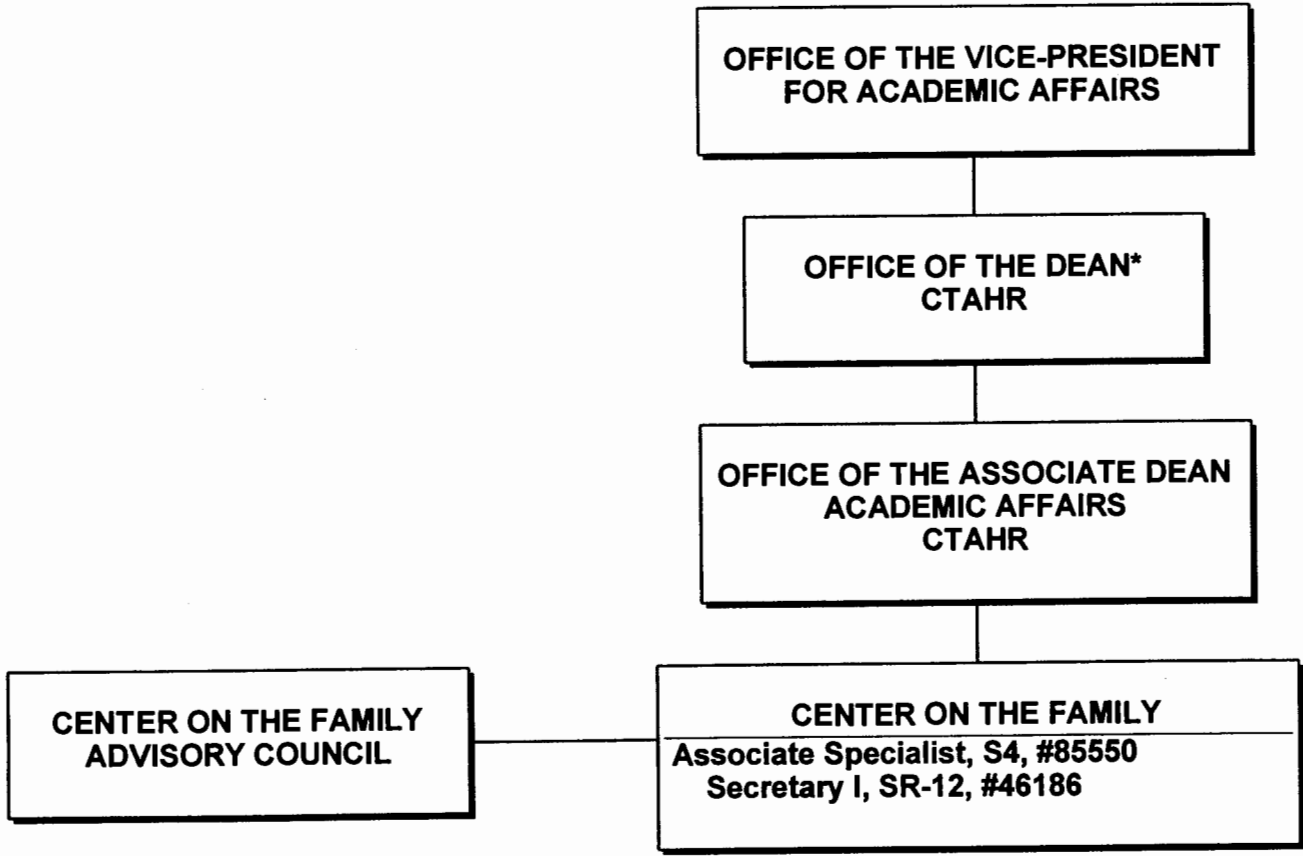 OFFICE OF THE VICE-PRESIDENT
FOR ACADEMIC AFFAIRS
OFFICE OF THE DEAN*
CTAHR
OFFICE OF THE ASSOCIATE DEAN
ACADEMIC AFFAIRS
CTAHR
CENTER ON THE FAMILY
ADVISORY COUNCIL
CENTER ON THE FAMILY
Associate Specialist, S4, #85550
Secretary I, SR-12, #46186